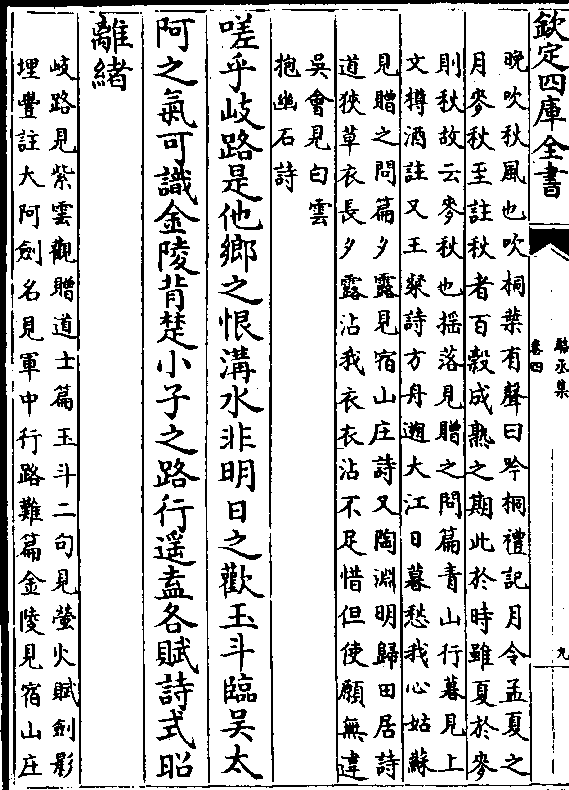 欽定四庫全書
駱丞集
卷四
九
晩吹秋風也吹桐葉有聲曰吟桐禮記月令孟夏之
月麥秋至註秋者百穀成熟之期此於時雖夏於麥
則秋故云麥秋也揺落見贈之問篇青山行暮見上
文樽酒註又王粲詩方舟遡大江日暮愁我心姑蘇
見贈之問篇夕露見宿山庄詩又陶淵明歸田居詩
道狹草衣長夕露沾我衣衣沾不足惜但使願無違
吳會見白雲
抱幽石詩
嗟乎岐路是他鄉之恨溝水非明日之歡玉斗臨吳太
阿之氣可識金陵背楚小子之路行遥盍各賦詩式昭
離緒
岐路見紫雲觀贈道士篇玉斗二句見螢火賦劍影
埋豐註大阿劍名見軍中行路難篇金陵見宿山庄